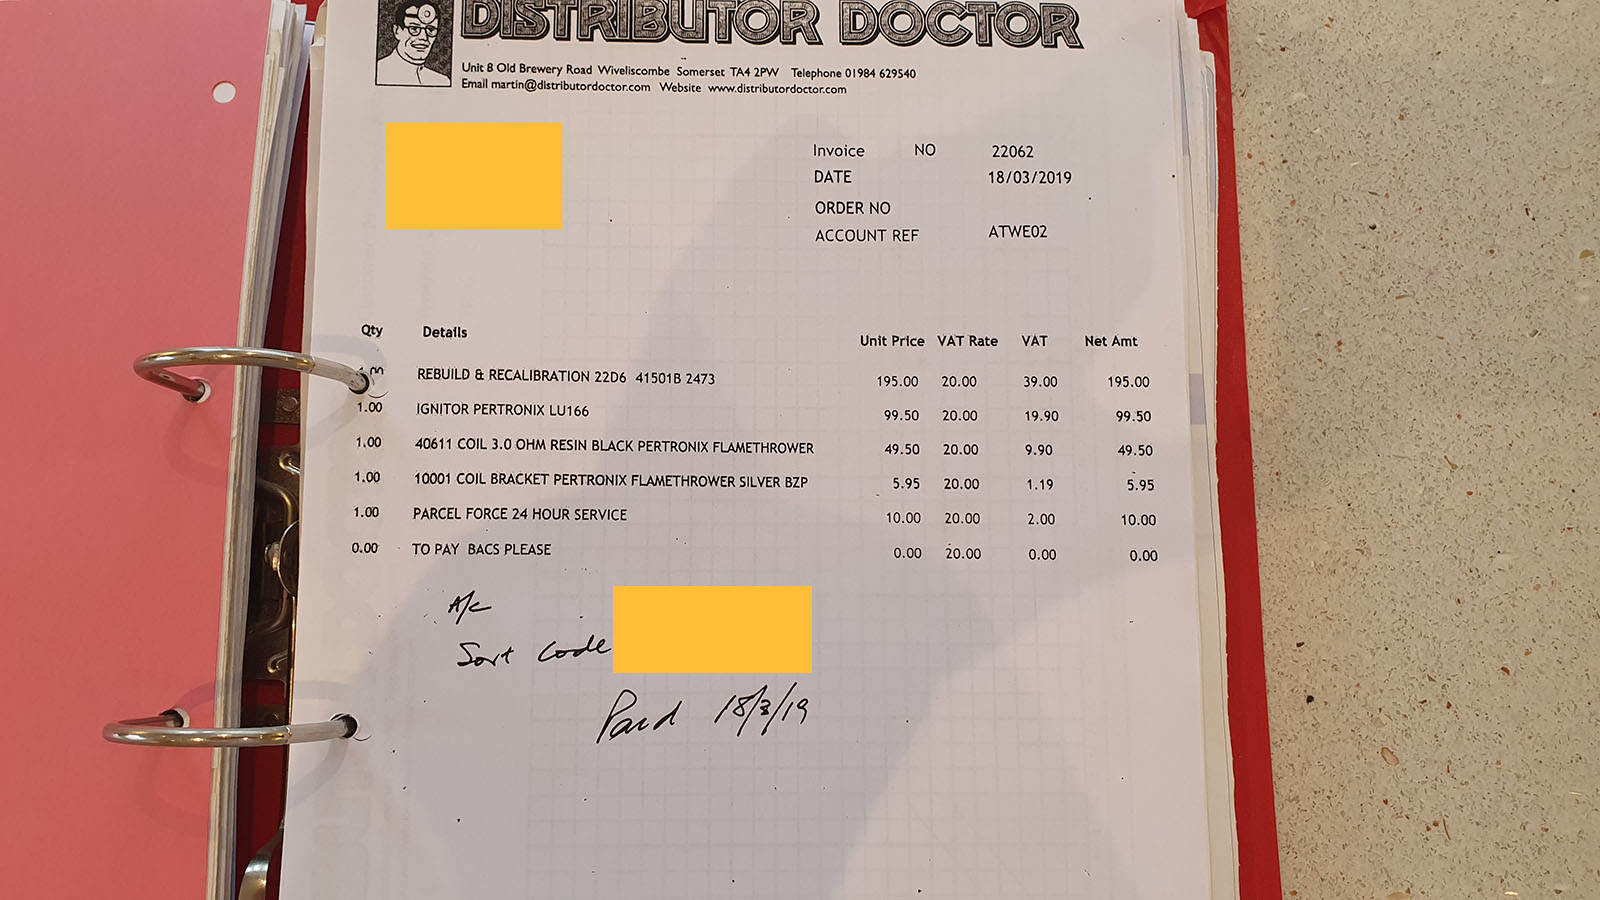 DISTRIBUTOR DOCTOR
Unit 8 Old Brewery Road Wiveliscombe Somerset TA4 2PW Telephone 01984 629540
Email martin@distributordoctor.com Website www.distributordoctor.com
Invoice NO 22062
DATE 18/03/2019
ORDER NO
ACCOUNT REF ATWE02
Qty Details Unit Price VAT Rate VAT Net Amt
1.00 REBUILD & RECALIBRATION 22D6 41501B 2473 195.00 20.00 39.00 195.00
1.00 IGNITOR PERTRONIX LU166 99.50 20.00 19.90 99.50
1.00 40611 COIL 3.0 OHM RESIN BLACK PERTRONIX FLAMETHROWER 49.50 20.00 9.90 49.50
1.00 10001 COIL BRACKET PERTRONIX FLAMETHROWER SILVER BZP 5.95 20.00 1.19 5.95
1.00 PARCEL FORCE 24 HOUR SERVICE 10.00 20.00 2.00 10.00
0.00 TO PAY BACS PLEASE 0.00 20.00 0.00 0.00
A/c
Sort Code
Paid 18/3/19